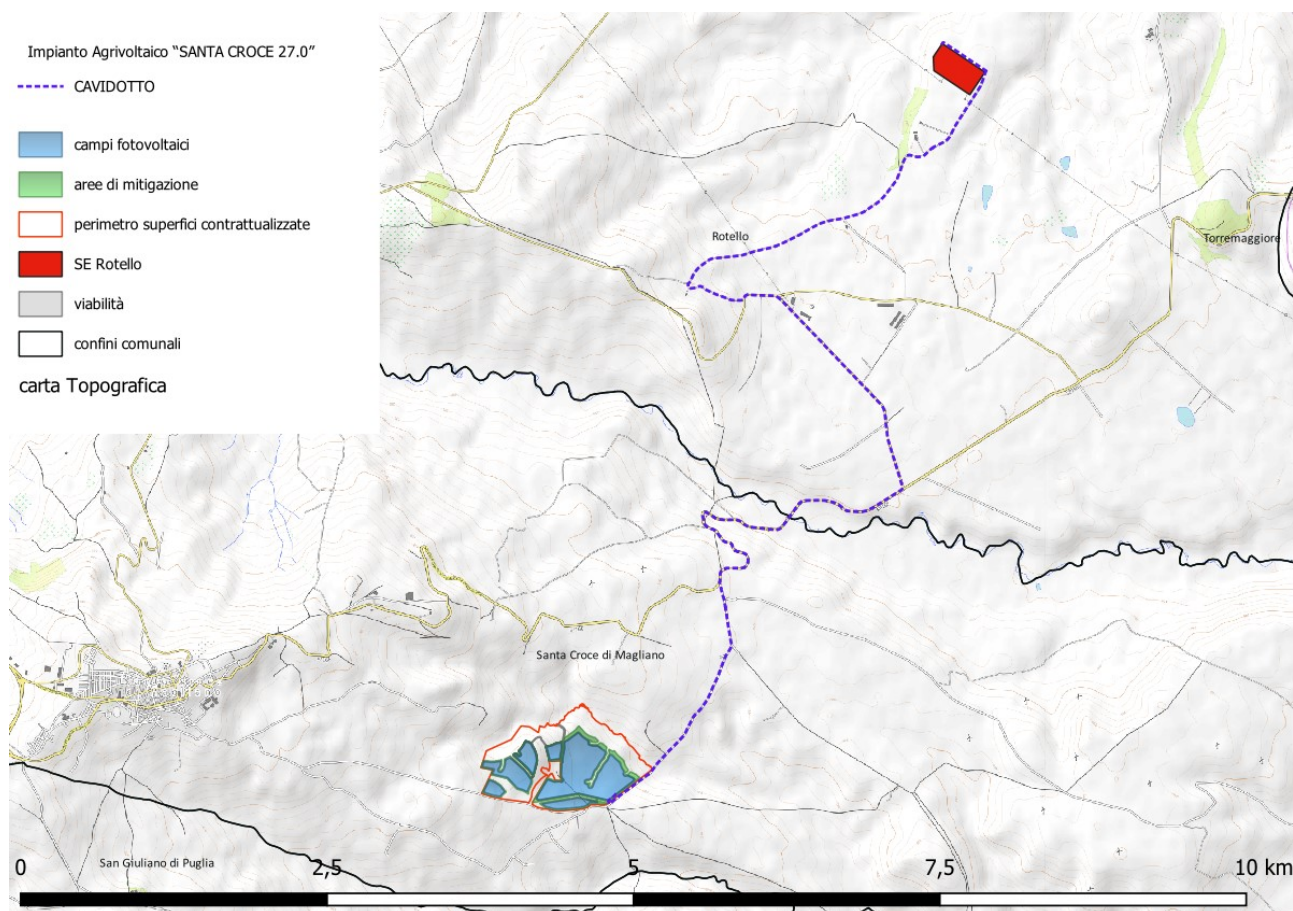 Impianto Agrivoltaico “SANTA CROCE 27.0”
CAVIDOTTO
campi fotovoltaici
aree di mitigazione
perimetro superfici contrattualizzate
SE Rotello
viabilità
confini comunali
carta Topografica
Rotello
Torremaggiore
Santa Croce di Magliano
San Giuliano di Puglia
0 2,5 5 7,5 10 km